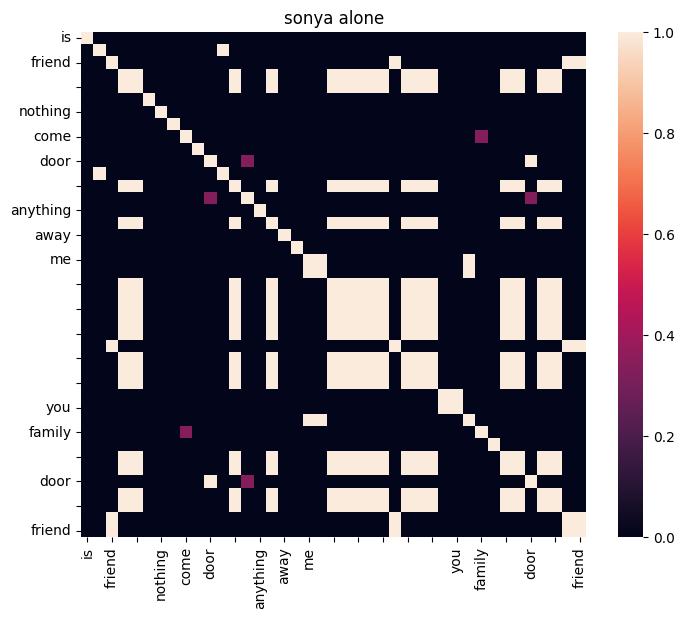 sonya alone
is
friend
nothing
come
door
anything
away
me
you
family
door
friend
is
friend
nothing
come
door
anything
away
me
you
family
door
friend
1.0
0.8
0.6
0.4
0.2
0.0